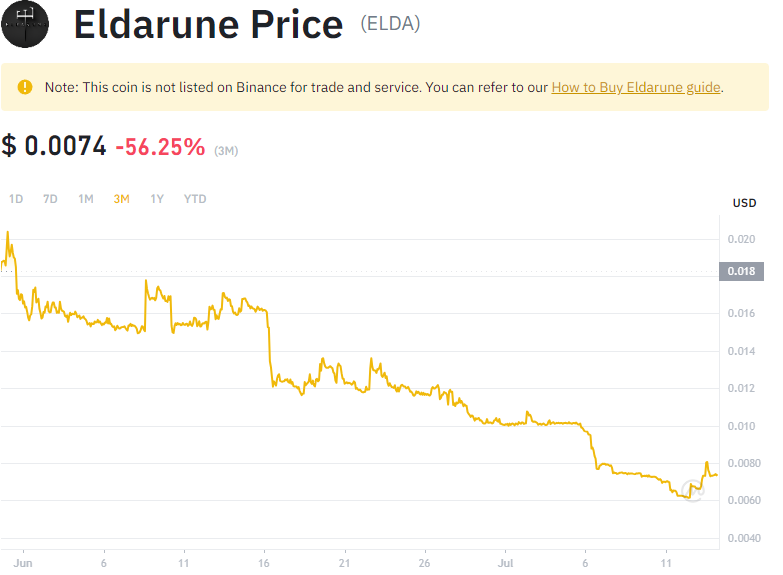 Eldarune Price (ELDA)
Note: This coin is not listed on Binance for trade and service. You can refer to our How to Buy Eldarune guide.
$ 0.0074 -56.25% (3M)
1D 7D 1M 3M 1Y YTD
USD
0.020
0.018
0.016
0.014
0.012
0.010
0.0080
0.0060
0.0040
Jun 6 11 16 21 26 Jul 6 11